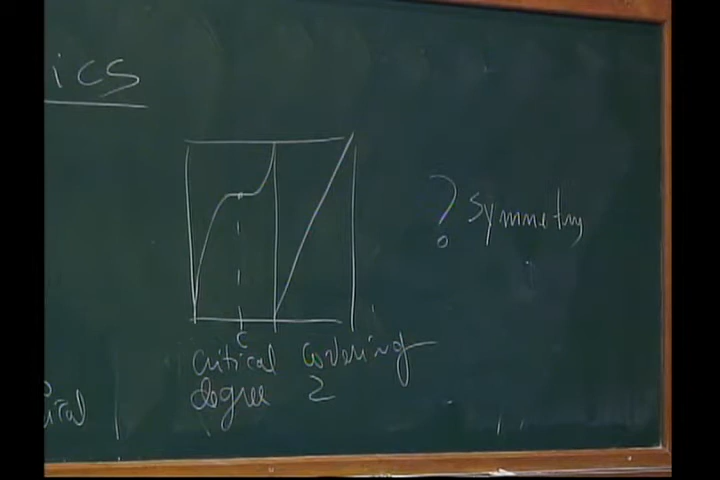 ics
? symmetry
c
critical covering
degree 2